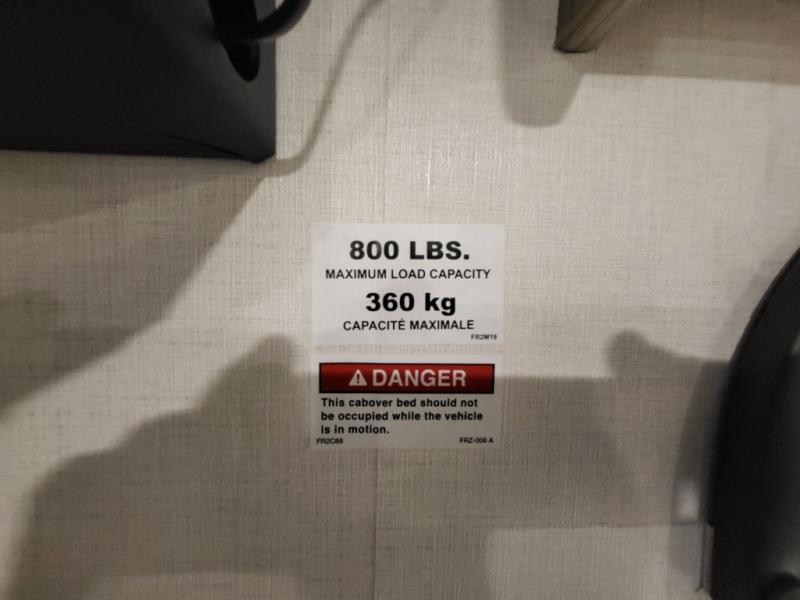 800 LBS.
MAXIMUM LOAD CAPACITY
360 kg
CAPACITÉ MAXIMALE
FR2M19
⚠ DANGER
This cabover bed should not
be occupied while the vehicle
is in motion.
FR2C88 FRZ-008 A